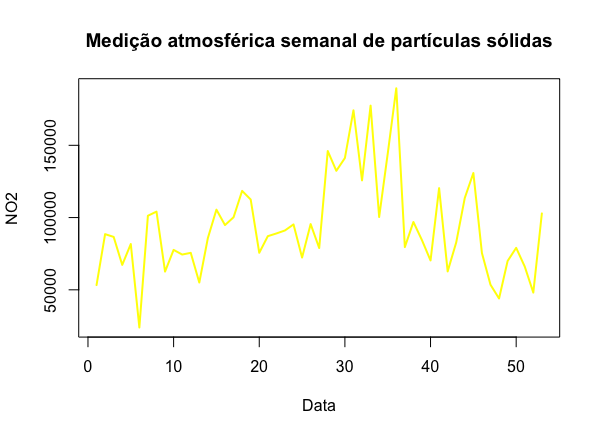 Medição atmosférica semanal de partículas sólidas
NO2
150000
100000
50000
0 10 20 30 40 50
Data